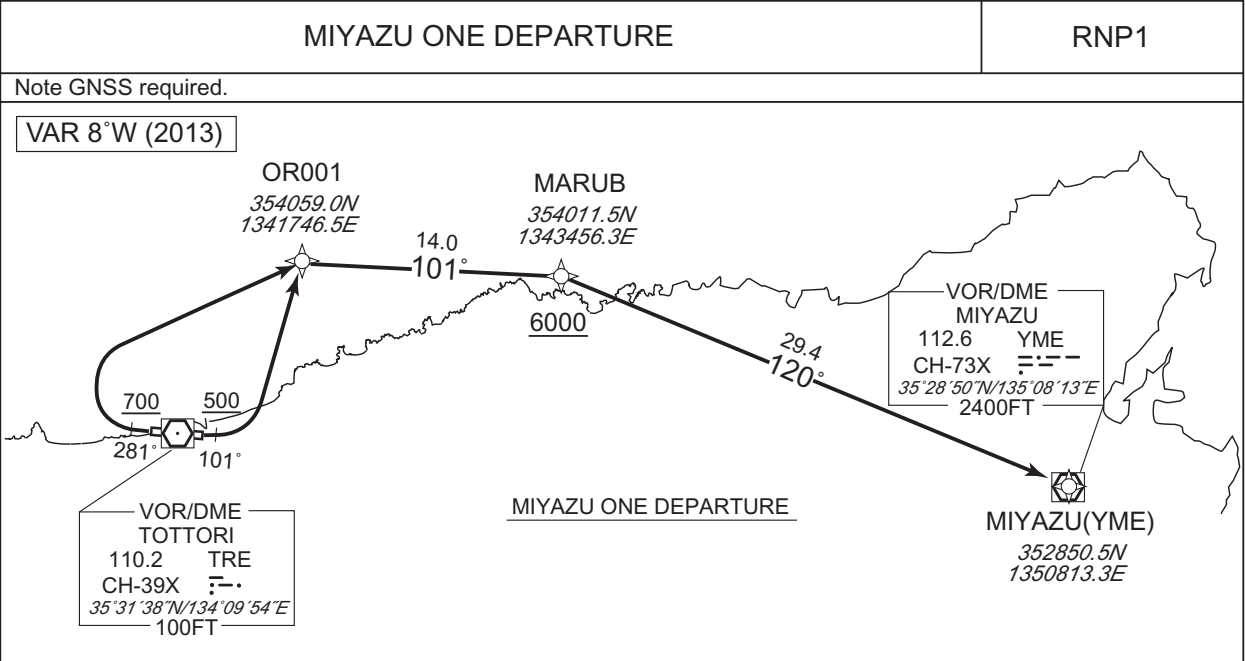 MIYAZU ONE DEPARTURE
RNP1
Note GNSS required.
VAR 8˚W (2013)
OR001
354059.0N
1341746.5E
MARUB
354011.5N
1343456.3E
14.0
101˚
6000
29.4
120˚
VOR/DME
MIYAZU
112.6 YME
CH-73X
35˚28´50˝N/135˚08´13˝E
2400FT
700
500
281˚
101˚
VOR/DME
TOTTORI
110.2 TRE
CH-39X
35˚31´38˝N/134˚09´54˝E
100FT
MIYAZU ONE DEPARTURE
MIYAZU(YME)
352850.5N
1350813.3E